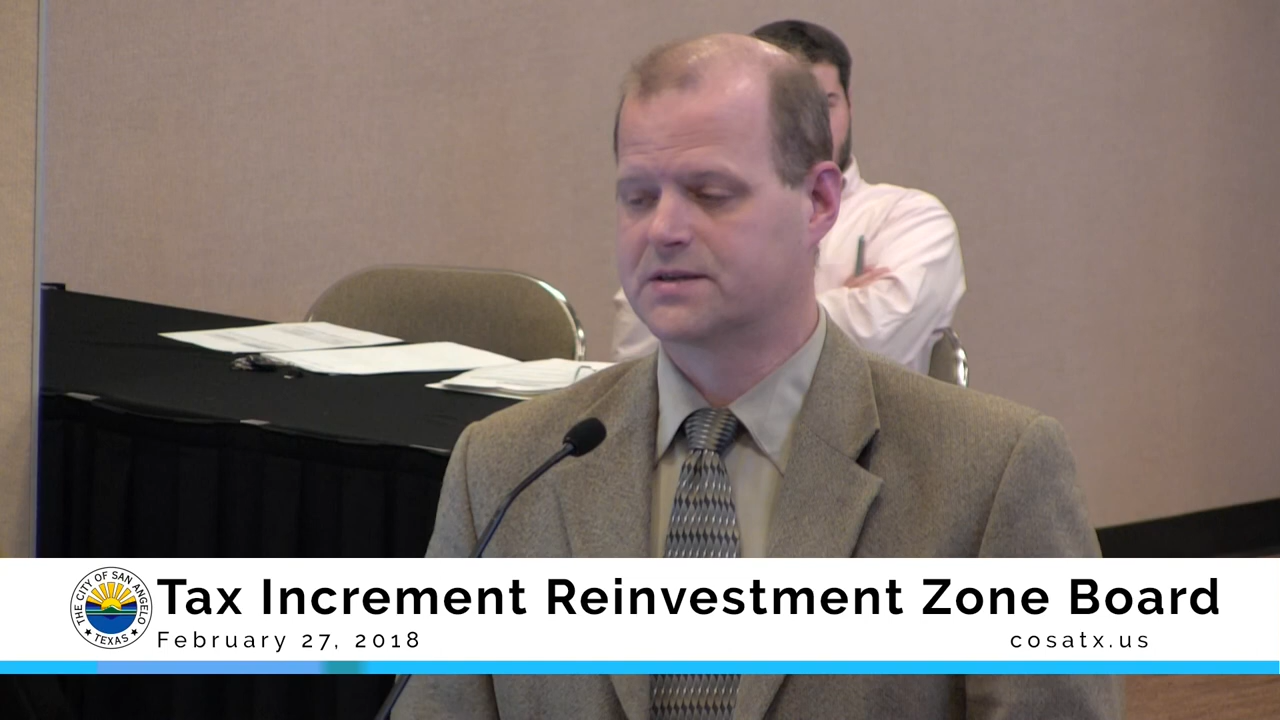 Tax Increment Reinvestment Zone Board
February 27, 2018
cosatx.us
THE CITY OF SAN ANGELO
★ TEXAS ★